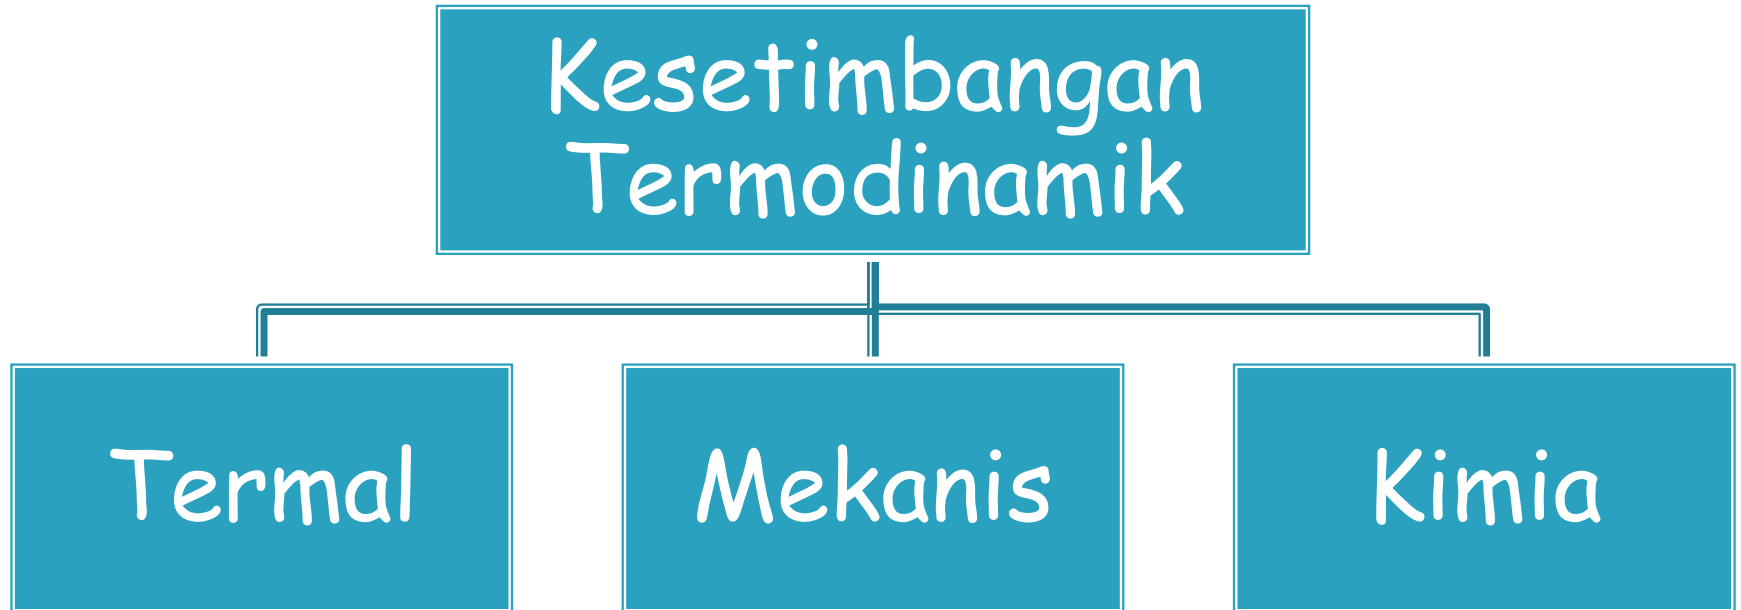 Kesetimbangan
Termodinamik
Termal
Mekanis
Kimia